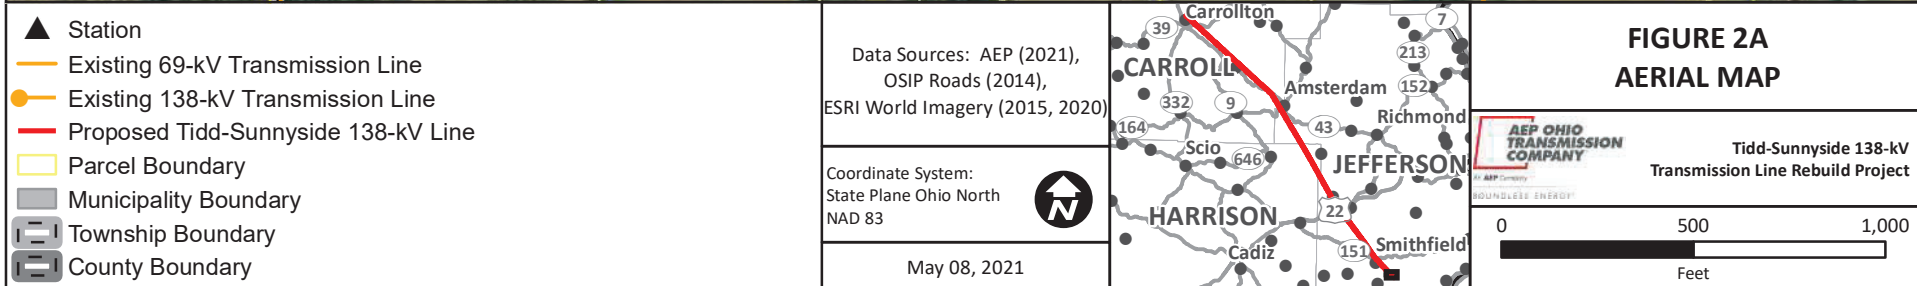 Station
Existing 69-kV Transmission Line
Existing 138-kV Transmission Line
Proposed Tidd-Sunnyside 138-kV Line
Parcel Boundary
Municipality Boundary
Township Boundary
County Boundary
Data Sources: AEP (2021),
OSIP Roads (2014),
ESRI World Imagery (2015, 2020)
Coordinate System:
State Plane Ohio North
NAD 83
N
May 08, 2021
Carrollton
39
7
213
CARROLL
Amsterdam
152
332
9
Richmond
164
43
Scio
646
JEFFERSON
22
HARRISON
Cadiz
151
Smithfield
FIGURE 2A
AERIAL MAP
AEP OHIO
TRANSMISSION
COMPANY
An AEP Company
BOUNDLESS ENERGY
Tidd-Sunnyside 138-kV
Transmission Line Rebuild Project
0 500 1,000
Feet